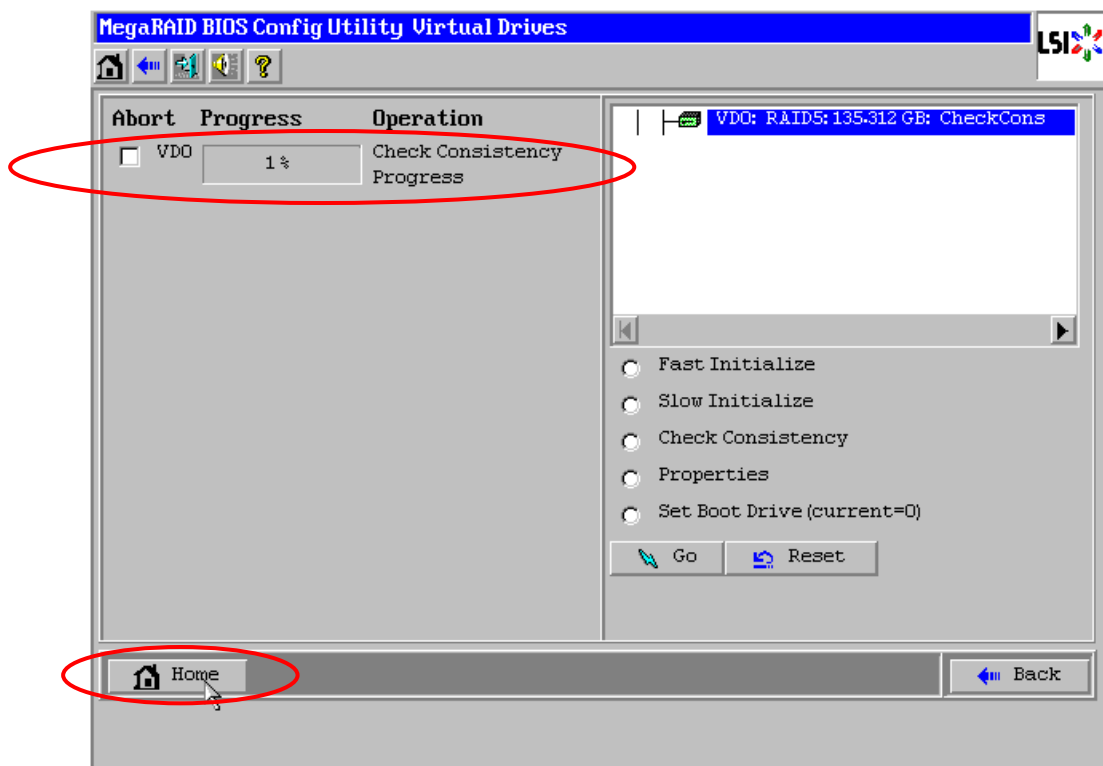 MegaRAID BIOS Config Utility Virtual Drives
LSI
Abort Progress Operation
VD0 1% Check Consistency
Progress
VD0: RAID5: 135.312 GB: CheckCons
Fast Initialize
Slow Initialize
Check Consistency
Properties
Set Boot Drive (current=0)
Go Reset
Home Back